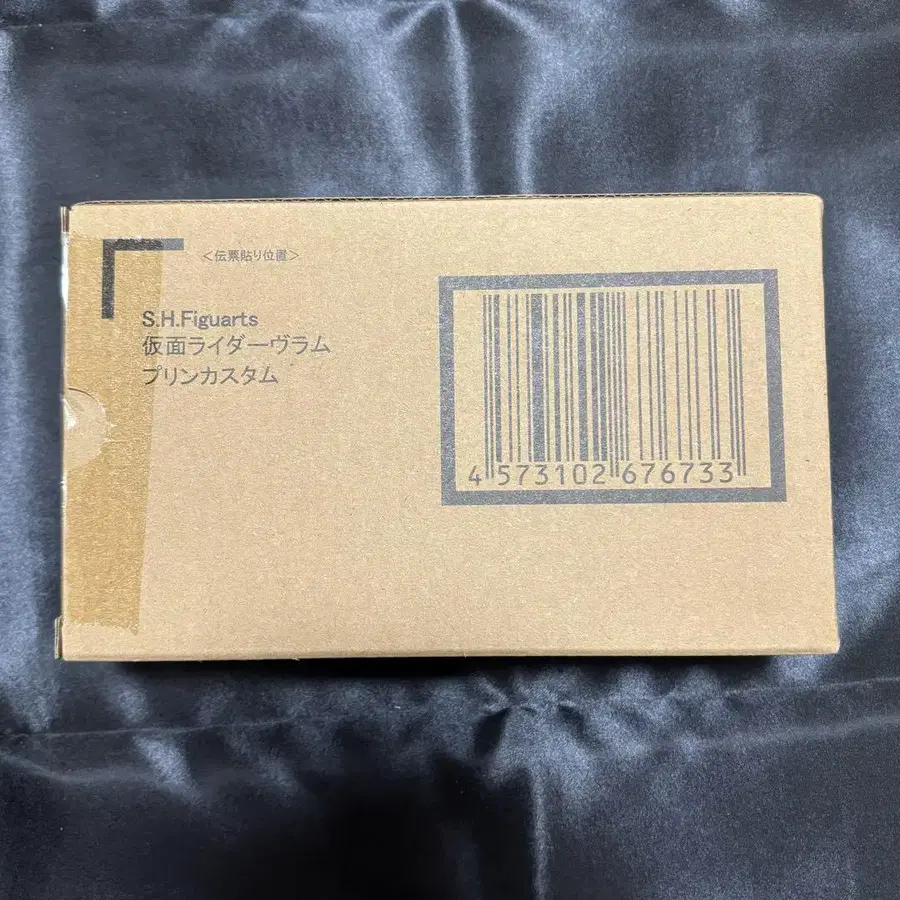 <伝票貼り位置>
S.H.Figuarts
仮面ライダーヴラム
プリンカスタム
4 573102 676733